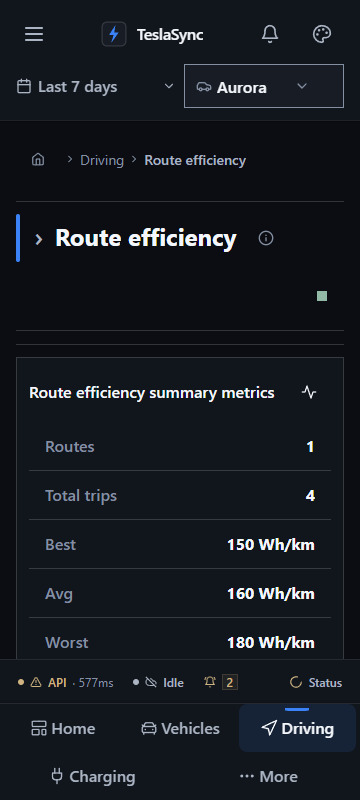 TeslaSync
Last 7 days
Aurora
Driving
Route efficiency
Route efficiency
Route efficiency summary metrics
Routes 1
Total trips 4
Best 150 Wh/km
Avg 160 Wh/km
Worst 180 Wh/km
API · 577ms Idle 2 Status
Home Vehicles Driving
Charging More